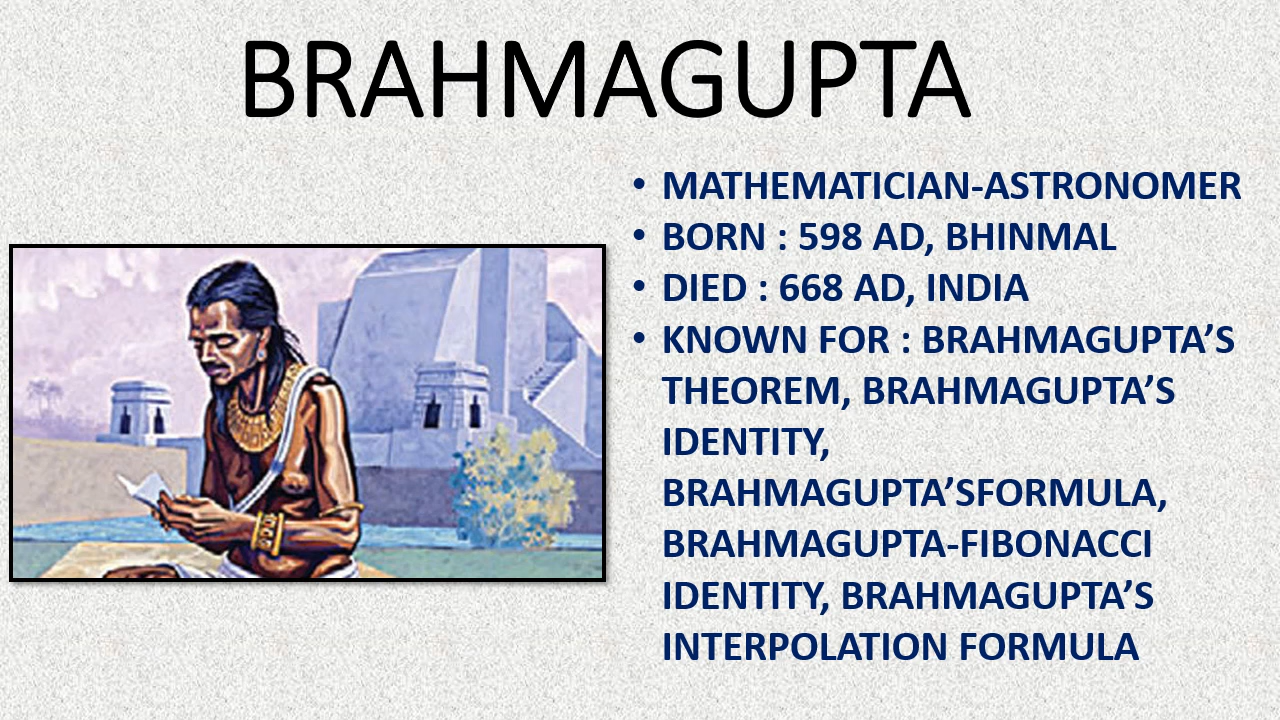 BRAHMAGUPTA
• MATHEMATICIAN-ASTRONOMER
• BORN : 598 AD, BHINMAL
• DIED : 668 AD, INDIA
• KNOWN FOR : BRAHMAGUPTA’S
THEOREM, BRAHMAGUPTA’S
IDENTITY,
BRAHMAGUPTA’SFORMULA,
BRAHMAGUPTA-FIBONACCI
IDENTITY, BRAHMAGUPTA’S
INTERPOLATION FORMULA